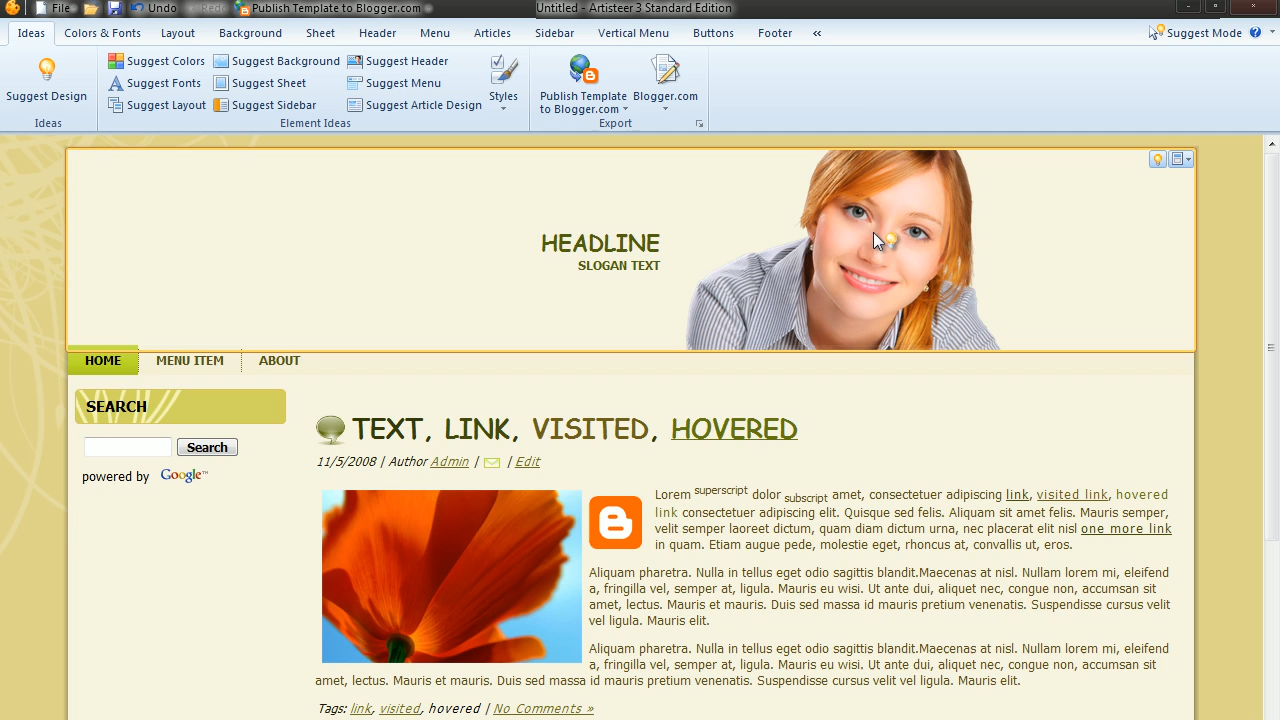 File Undo Redo Publish Template to Blogger.com Untitled - Artisteer 3 Standard Edition
Ideas Colors & Fonts Layout Background Sheet Header Menu Articles Sidebar Vertical Menu Buttons Footer « Suggest Mode
Suggest Colors Suggest Background Suggest Header
Suggest Fonts Suggest Sheet Suggest Menu
Suggest Layout Suggest Sidebar Suggest Article Design
Suggest Design Styles Publish Template to Blogger.com Blogger.com
Ideas Element Ideas Export
HEADLINE
SLOGAN TEXT
HOME MENU ITEM ABOUT
SEARCH
Search
powered by Google™
TEXT, LINK, VISITED, HOVERED
11/5/2008 | Author Admin | | Edit
Lorem superscript dolor subscript amet, consectetuer adipiscing link, visited link, hovered
link consectetuer adipiscing elit. Quisque sed felis. Aliquam sit amet felis. Mauris semper,
velit semper laoreet dictum, quam diam dictum urna, nec placerat elit nisl one more link
in quam. Etiam augue pede, molestie eget, rhoncus at, convallis ut, eros.
Aliquam pharetra. Nulla in tellus eget odio sagittis blandit.Maecenas at nisl. Nullam lorem mi, eleifend
a, fringilla vel, semper at, ligula. Mauris eu wisi. Ut ante dui, aliquet nec, congue non, accumsan sit
amet, lectus. Mauris et mauris. Duis sed massa id mauris pretium venenatis. Suspendisse cursus velit
vel ligula. Mauris elit.
Aliquam pharetra. Nulla in tellus eget odio sagittis blandit.Maecenas at nisl. Nullam lorem mi, eleifend
a, fringilla vel, semper at, ligula. Mauris eu wisi. Ut ante dui, aliquet nec, congue non, accumsan sit
amet, lectus. Mauris et mauris. Duis sed massa id mauris pretium venenatis. Suspendisse cursus velit vel ligula. Mauris elit.
Tags: link, visited, hovered | No Comments »